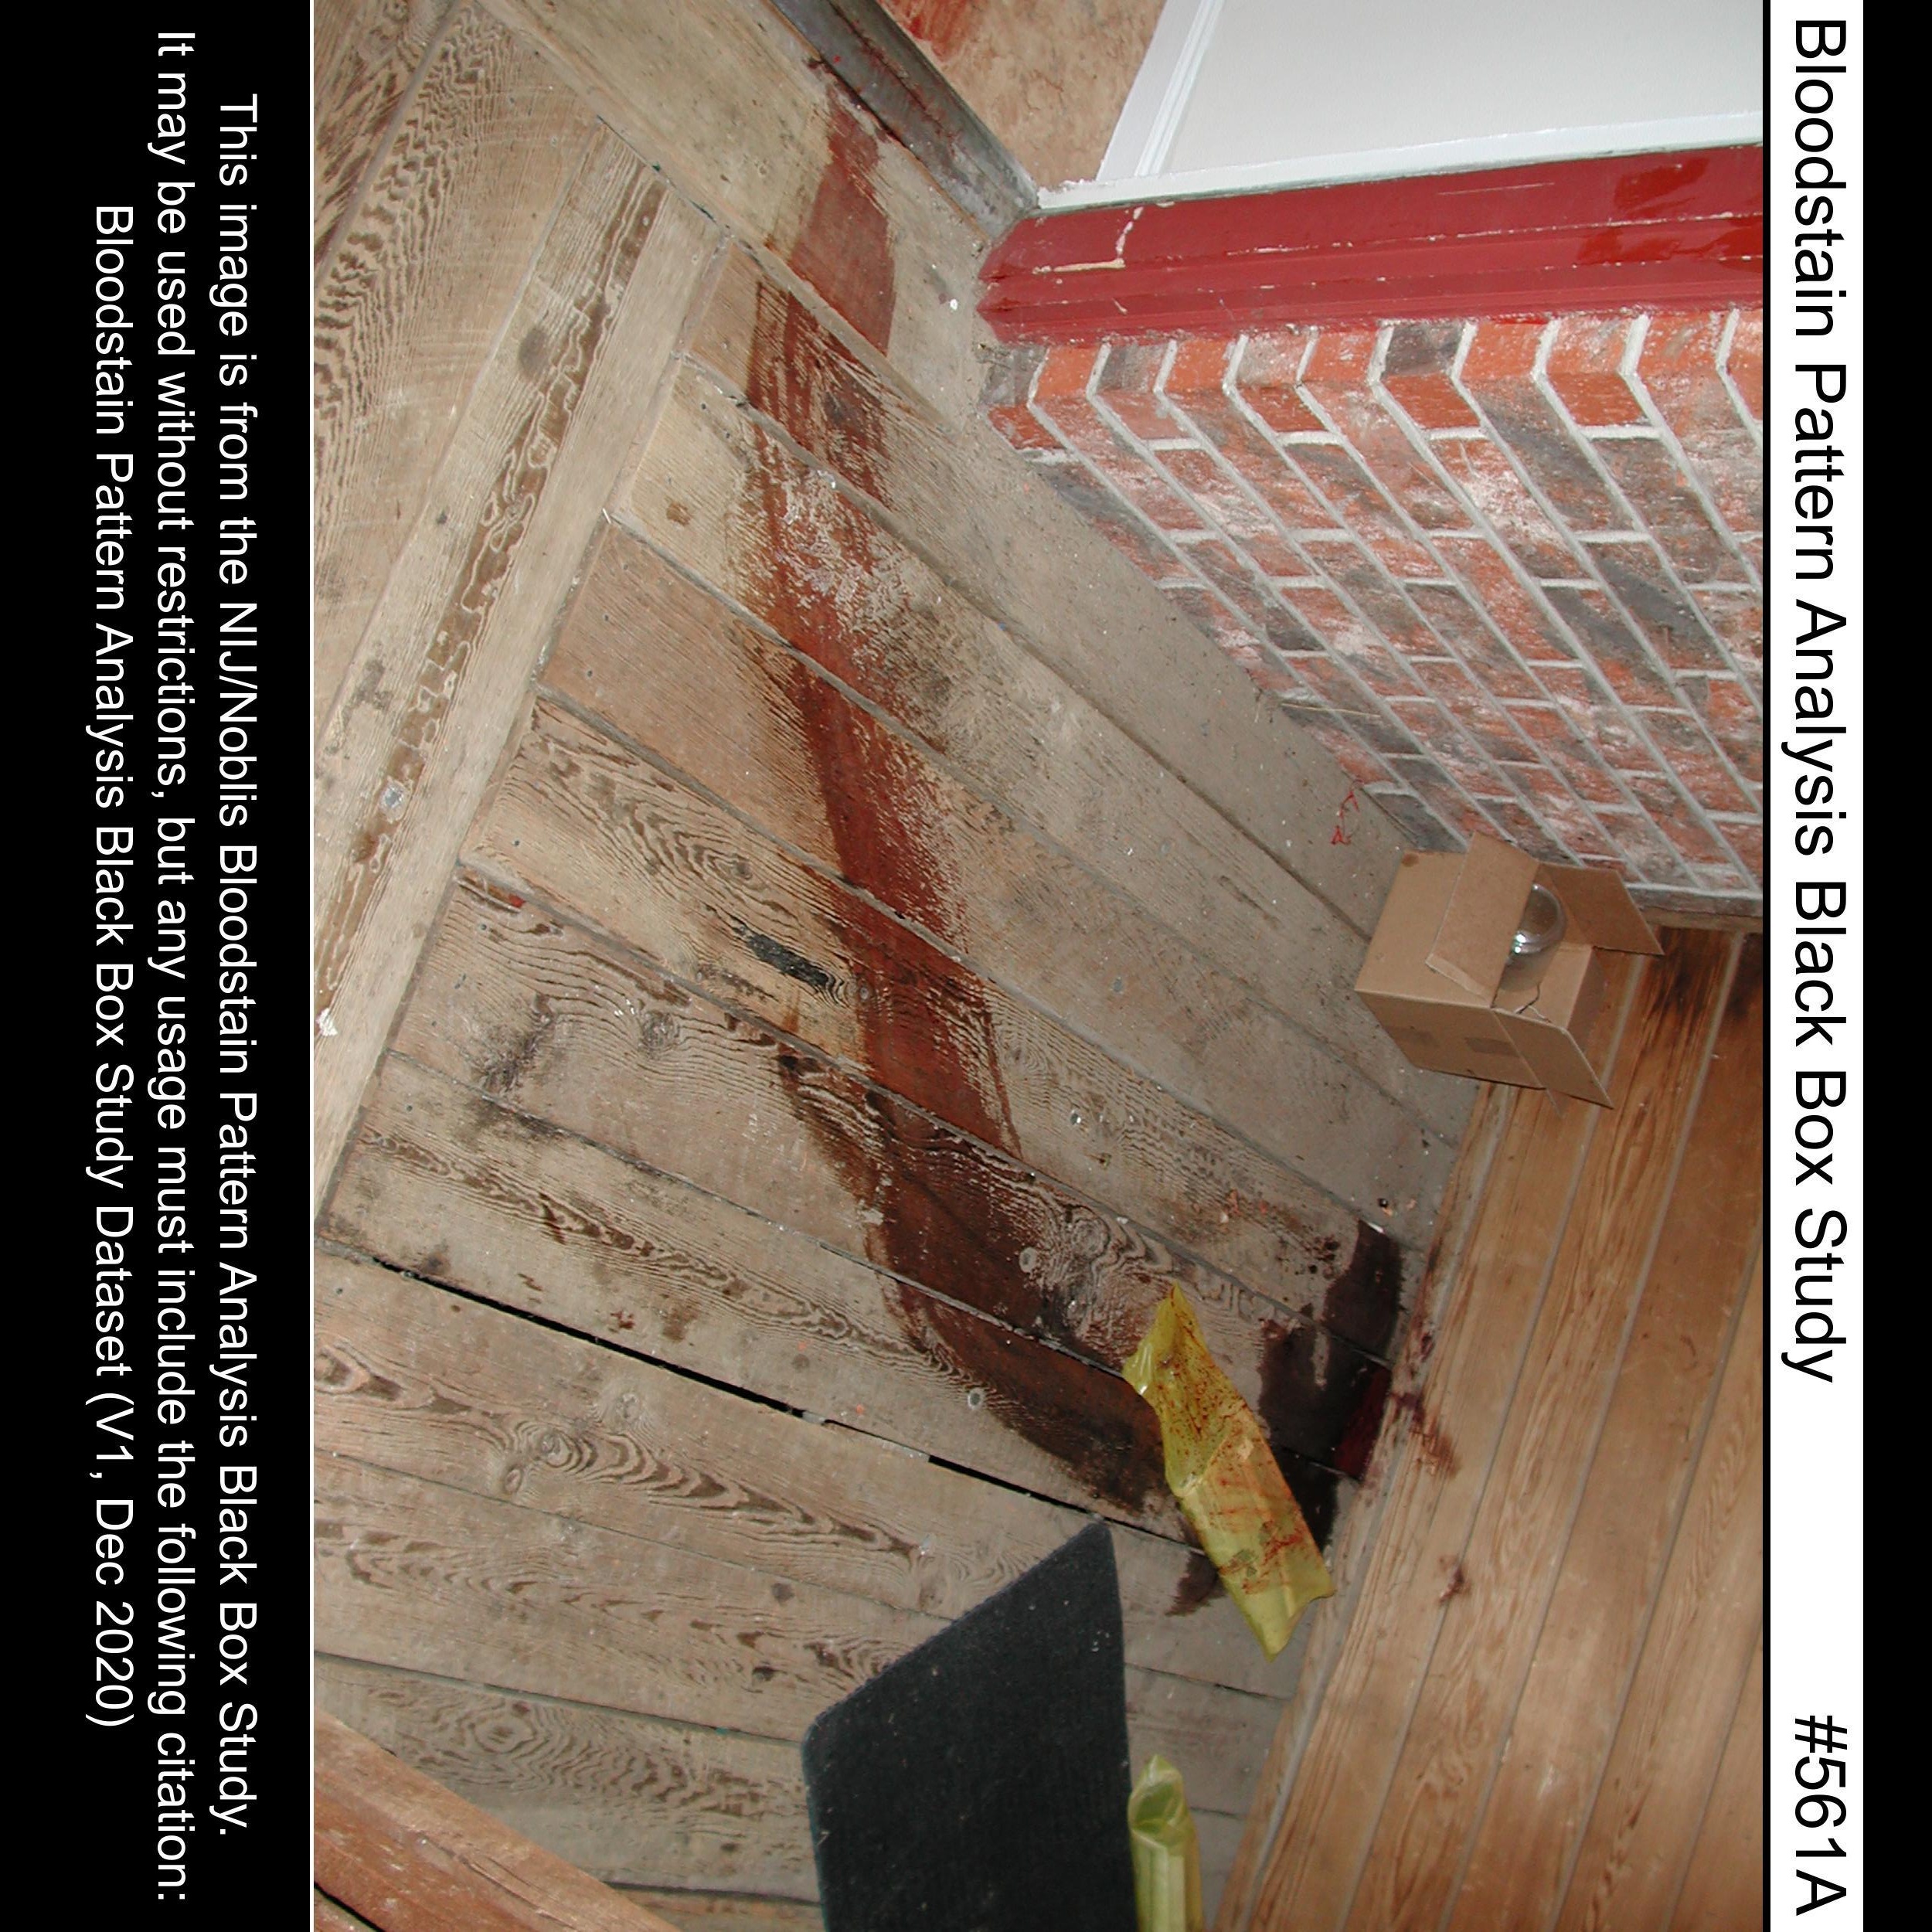 Bloodstain Pattern Analysis Black Box Study #561A
This image is from the NIJ/Noblis Bloodstain Pattern Analysis Black Box Study.
It may be used without restrictions, but any usage must include the following citation:
Bloodstain Pattern Analysis Black Box Study Dataset (V1, Dec 2020)